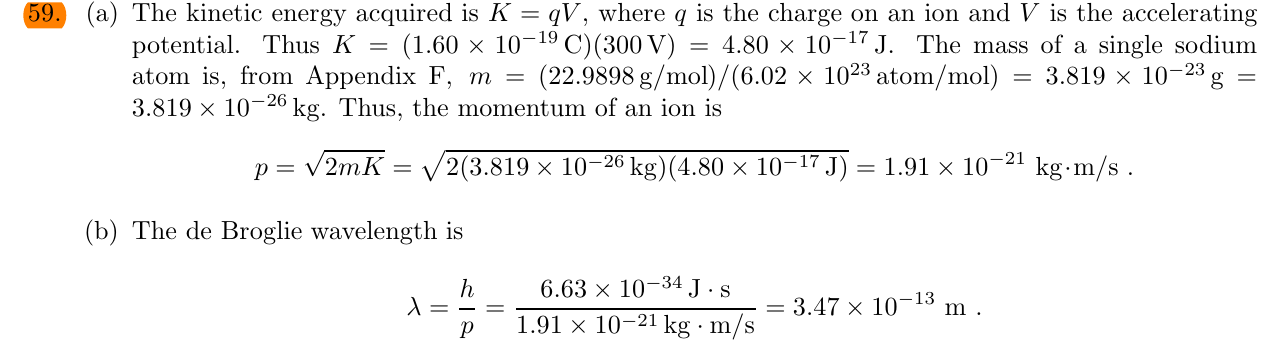 59. (a) The kinetic energy acquired is K = qV, where q is the charge on an ion and V is the accelerating
potential. Thus K = (1.60 × 10⁻¹⁹ C)(300 V) = 4.80 × 10⁻¹⁷ J. The mass of a single sodium
atom is, from Appendix F, m = (22.9898 g/mol)/(6.02 × 10²³ atom/mol) = 3.819 × 10⁻²³ g =
3.819 × 10⁻²⁶ kg. Thus, the momentum of an ion is
p = √2mK = √2(3.819 × 10⁻²⁶ kg)(4.80 × 10⁻¹⁷ J) = 1.91 × 10⁻²¹ kg·m/s .
(b) The de Broglie wavelength is
λ = h/p = 6.63 × 10⁻³⁴ J · s / 1.91 × 10⁻²¹ kg · m/s = 3.47 × 10⁻¹³ m .